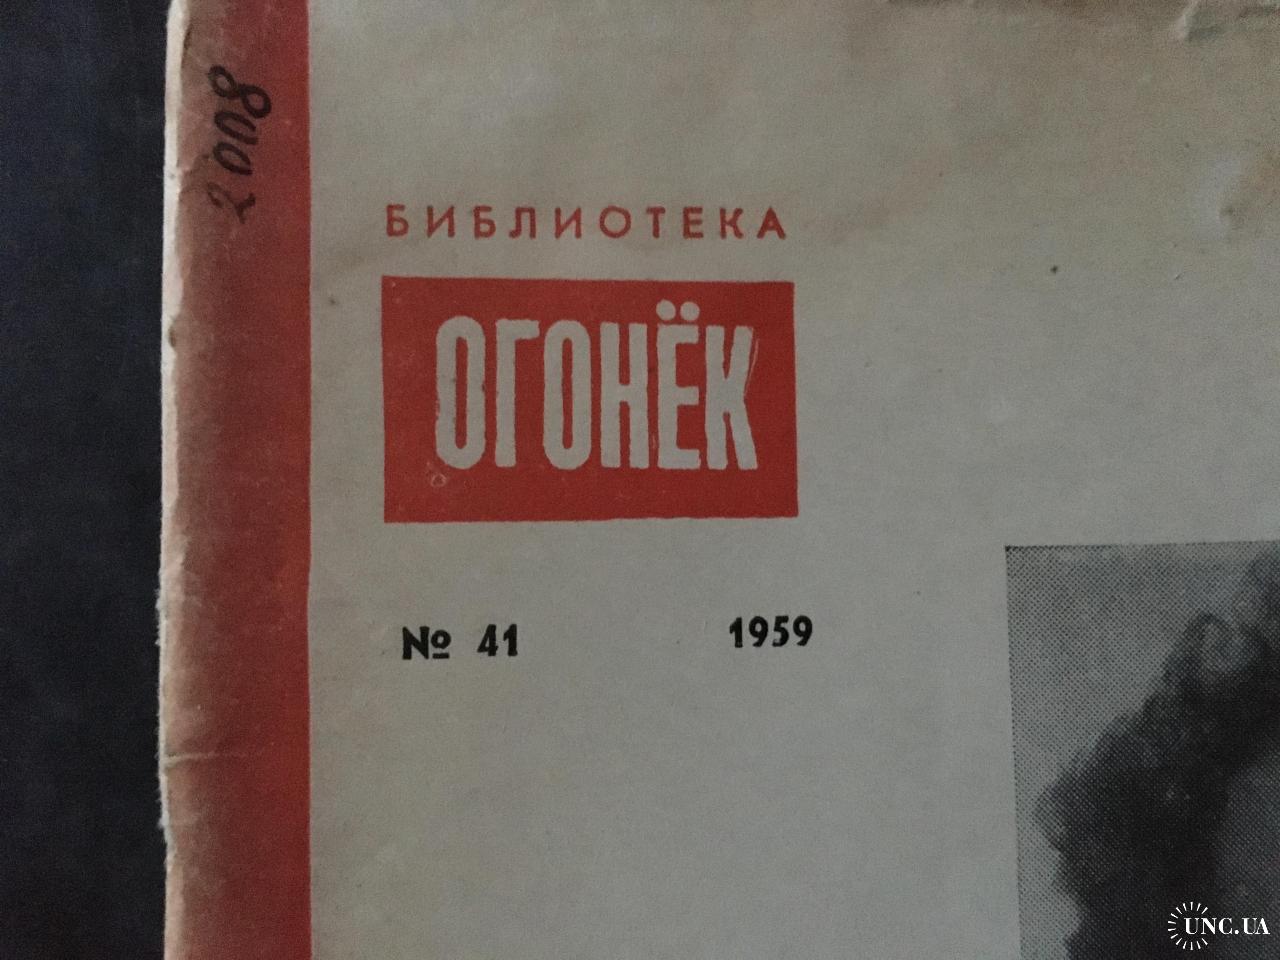 2008
БИБЛИОТЕКА
ОГОНЁК
№ 41 1959
UNC.UA